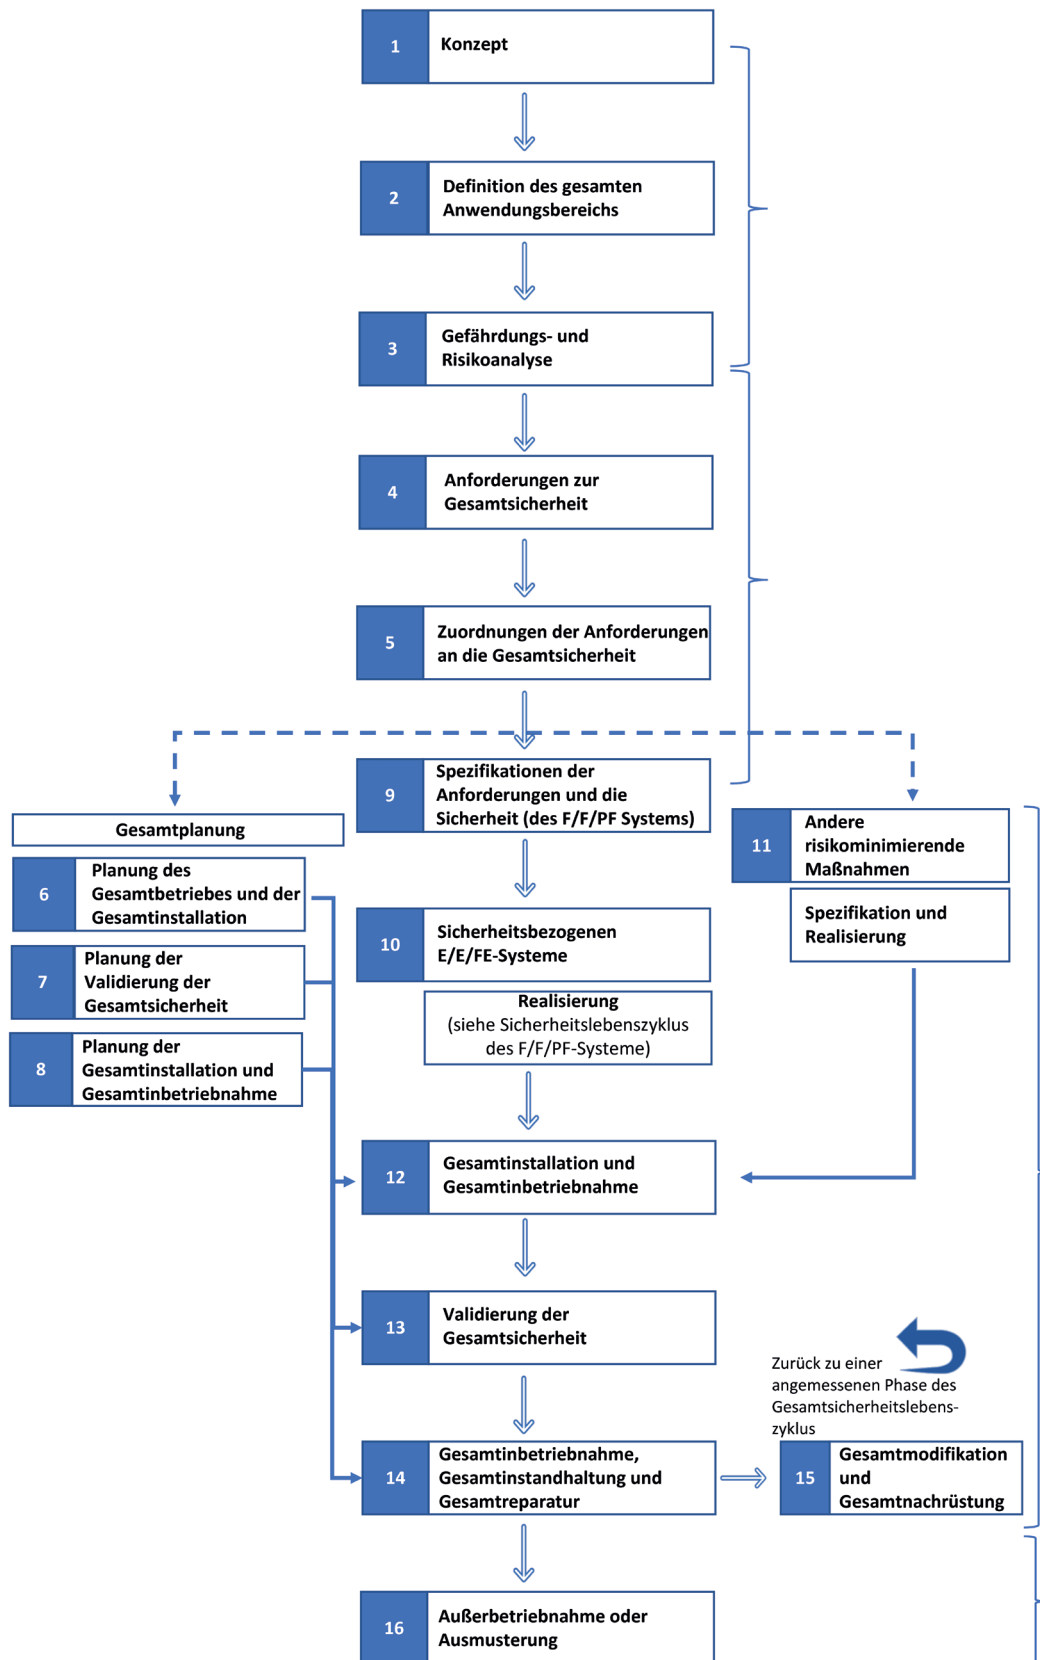 1
Konzept
2
Definition des gesamten
Anwendungsbereichs
3
Gefährdungs- und
Risikoanalyse
4
Anforderungen zur
Gesamtsicherheit
5
Zuordnungen der Anforderungen
an die Gesamtsicherheit
9
Spezifikationen der
Anforderungen und die
Sicherheit (des F/F/PF Systems)
Gesamtplanung
6
Planung des
Gesamtbetriebes und der
Gesamtinstallation
7
Planung der
Validierung der
Gesamtsicherheit
8
Planung der
Gesamtinstallation und
Gesamtinbetriebnahme
10
Sicherheitsbezogenen
E/E/FE-Systeme
Realisierung
(siehe Sicherheitslebenszyklus
des F/F/PF-Systeme)
11
Andere
risikominimierende
Maßnahmen
Spezifikation und
Realisierung
12
Gesamtinstallation und
Gesamtinbetriebnahme
13
Validierung der
Gesamtsicherheit
14
Gesamtinbetriebnahme,
Gesamtinstandhaltung und
Gesamtreparatur
Zurück zu einer
angemessenen Phase des
Gesamtsicherheitslebens-
zyklus
15
Gesamtmodifikation
und
Gesamtnachrüstung
16
Außerbetriebnahme oder
Ausmusterung